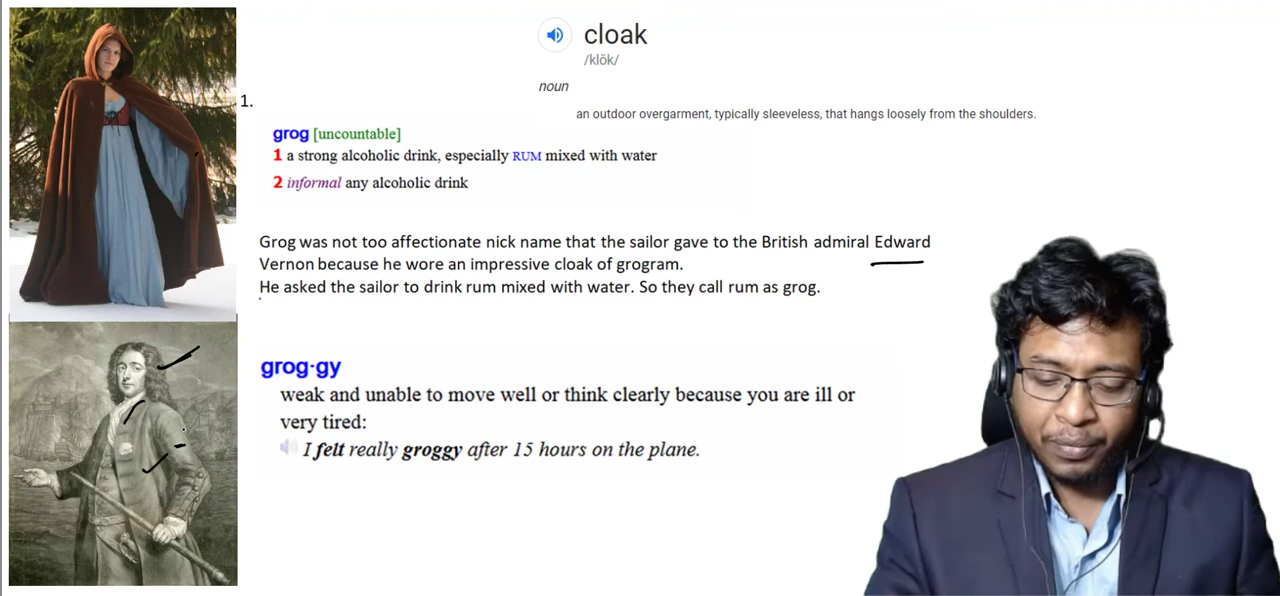 cloak
/klōk/
noun
an outdoor overgarment, typically sleeveless, that hangs loosely from the shoulders.
1.
grog [uncountable]
1 a strong alcoholic drink, especially RUM mixed with water
2 informal any alcoholic drink
Grog was not too affectionate nick name that the sailor gave to the British admiral Edward
Vernon because he wore an impressive cloak of grogram.
He asked the sailor to drink rum mixed with water. So they call rum as grog.
grog·gy
weak and unable to move well or think clearly because you are ill or
very tired:
I felt really groggy after 15 hours on the plane.